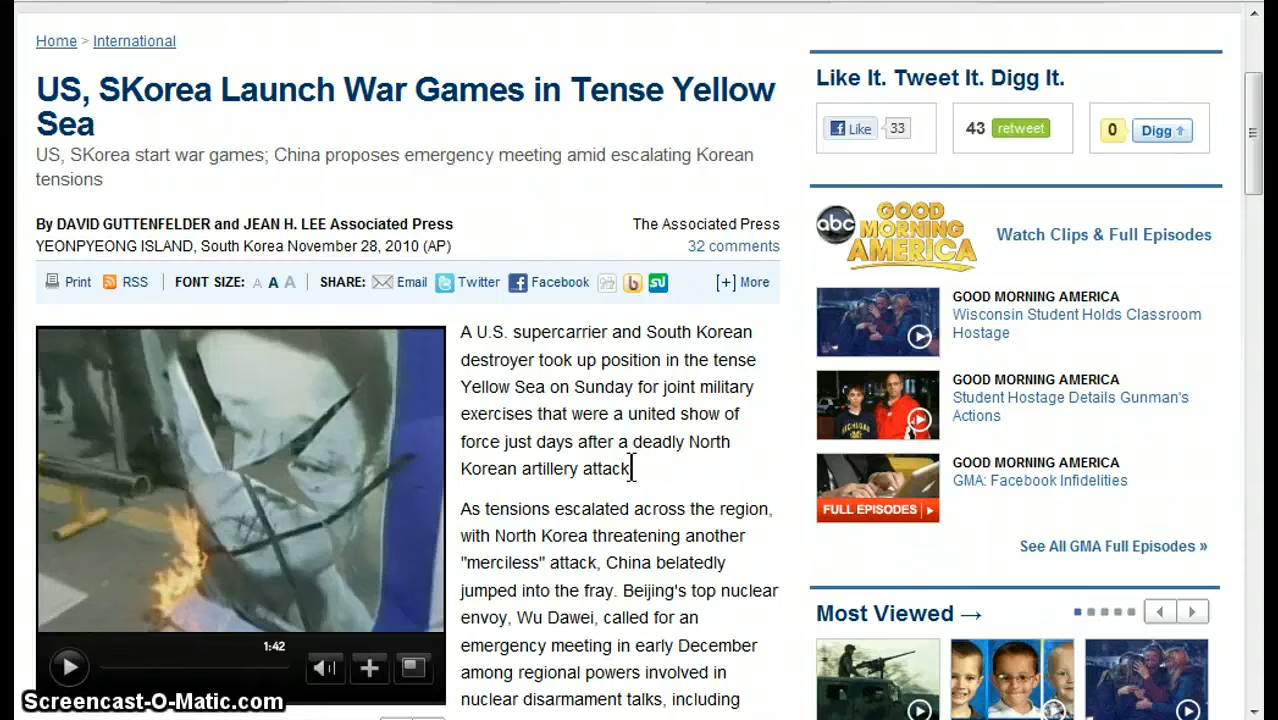 Home > International
US, SKorea Launch War Games in Tense Yellow
Sea
US, SKorea start war games; China proposes emergency meeting amid escalating Korean
tensions
By DAVID GUTTENFELDER and JEAN H. LEE Associated Press
The Associated Press
YEONPYEONG ISLAND, South Korea November 28, 2010 (AP)
32 comments
Print RSS FONT SIZE: A A A SHARE: Email Twitter Facebook [+] More
A U.S. supercarrier and South Korean
destroyer took up position in the tense
Yellow Sea on Sunday for joint military
exercises that were a united show of
force just days after a deadly North
Korean artillery attack
As tensions escalated across the region,
with North Korea threatening another
"merciless" attack, China belatedly
jumped into the fray. Beijing's top nuclear
envoy, Wu Dawei, called for an
emergency meeting in early December
among regional powers involved in
nuclear disarmament talks, including
1:42
Screencast-O-Matic.com
Like It. Tweet It. Digg It.
Like 33 43 retweet 0 Digg
abc GOOD
MORNING
AMERICA
Watch Clips & Full Episodes
GOOD MORNING AMERICA
Wisconsin Student Holds Classroom
Hostage
GOOD MORNING AMERICA
Student Hostage Details Gunman's
Actions
MICHIGAN
GOOD MORNING AMERICA
GMA: Facebook Infidelities
FULL EPISODES
See All GMA Full Episodes »
Most Viewed →